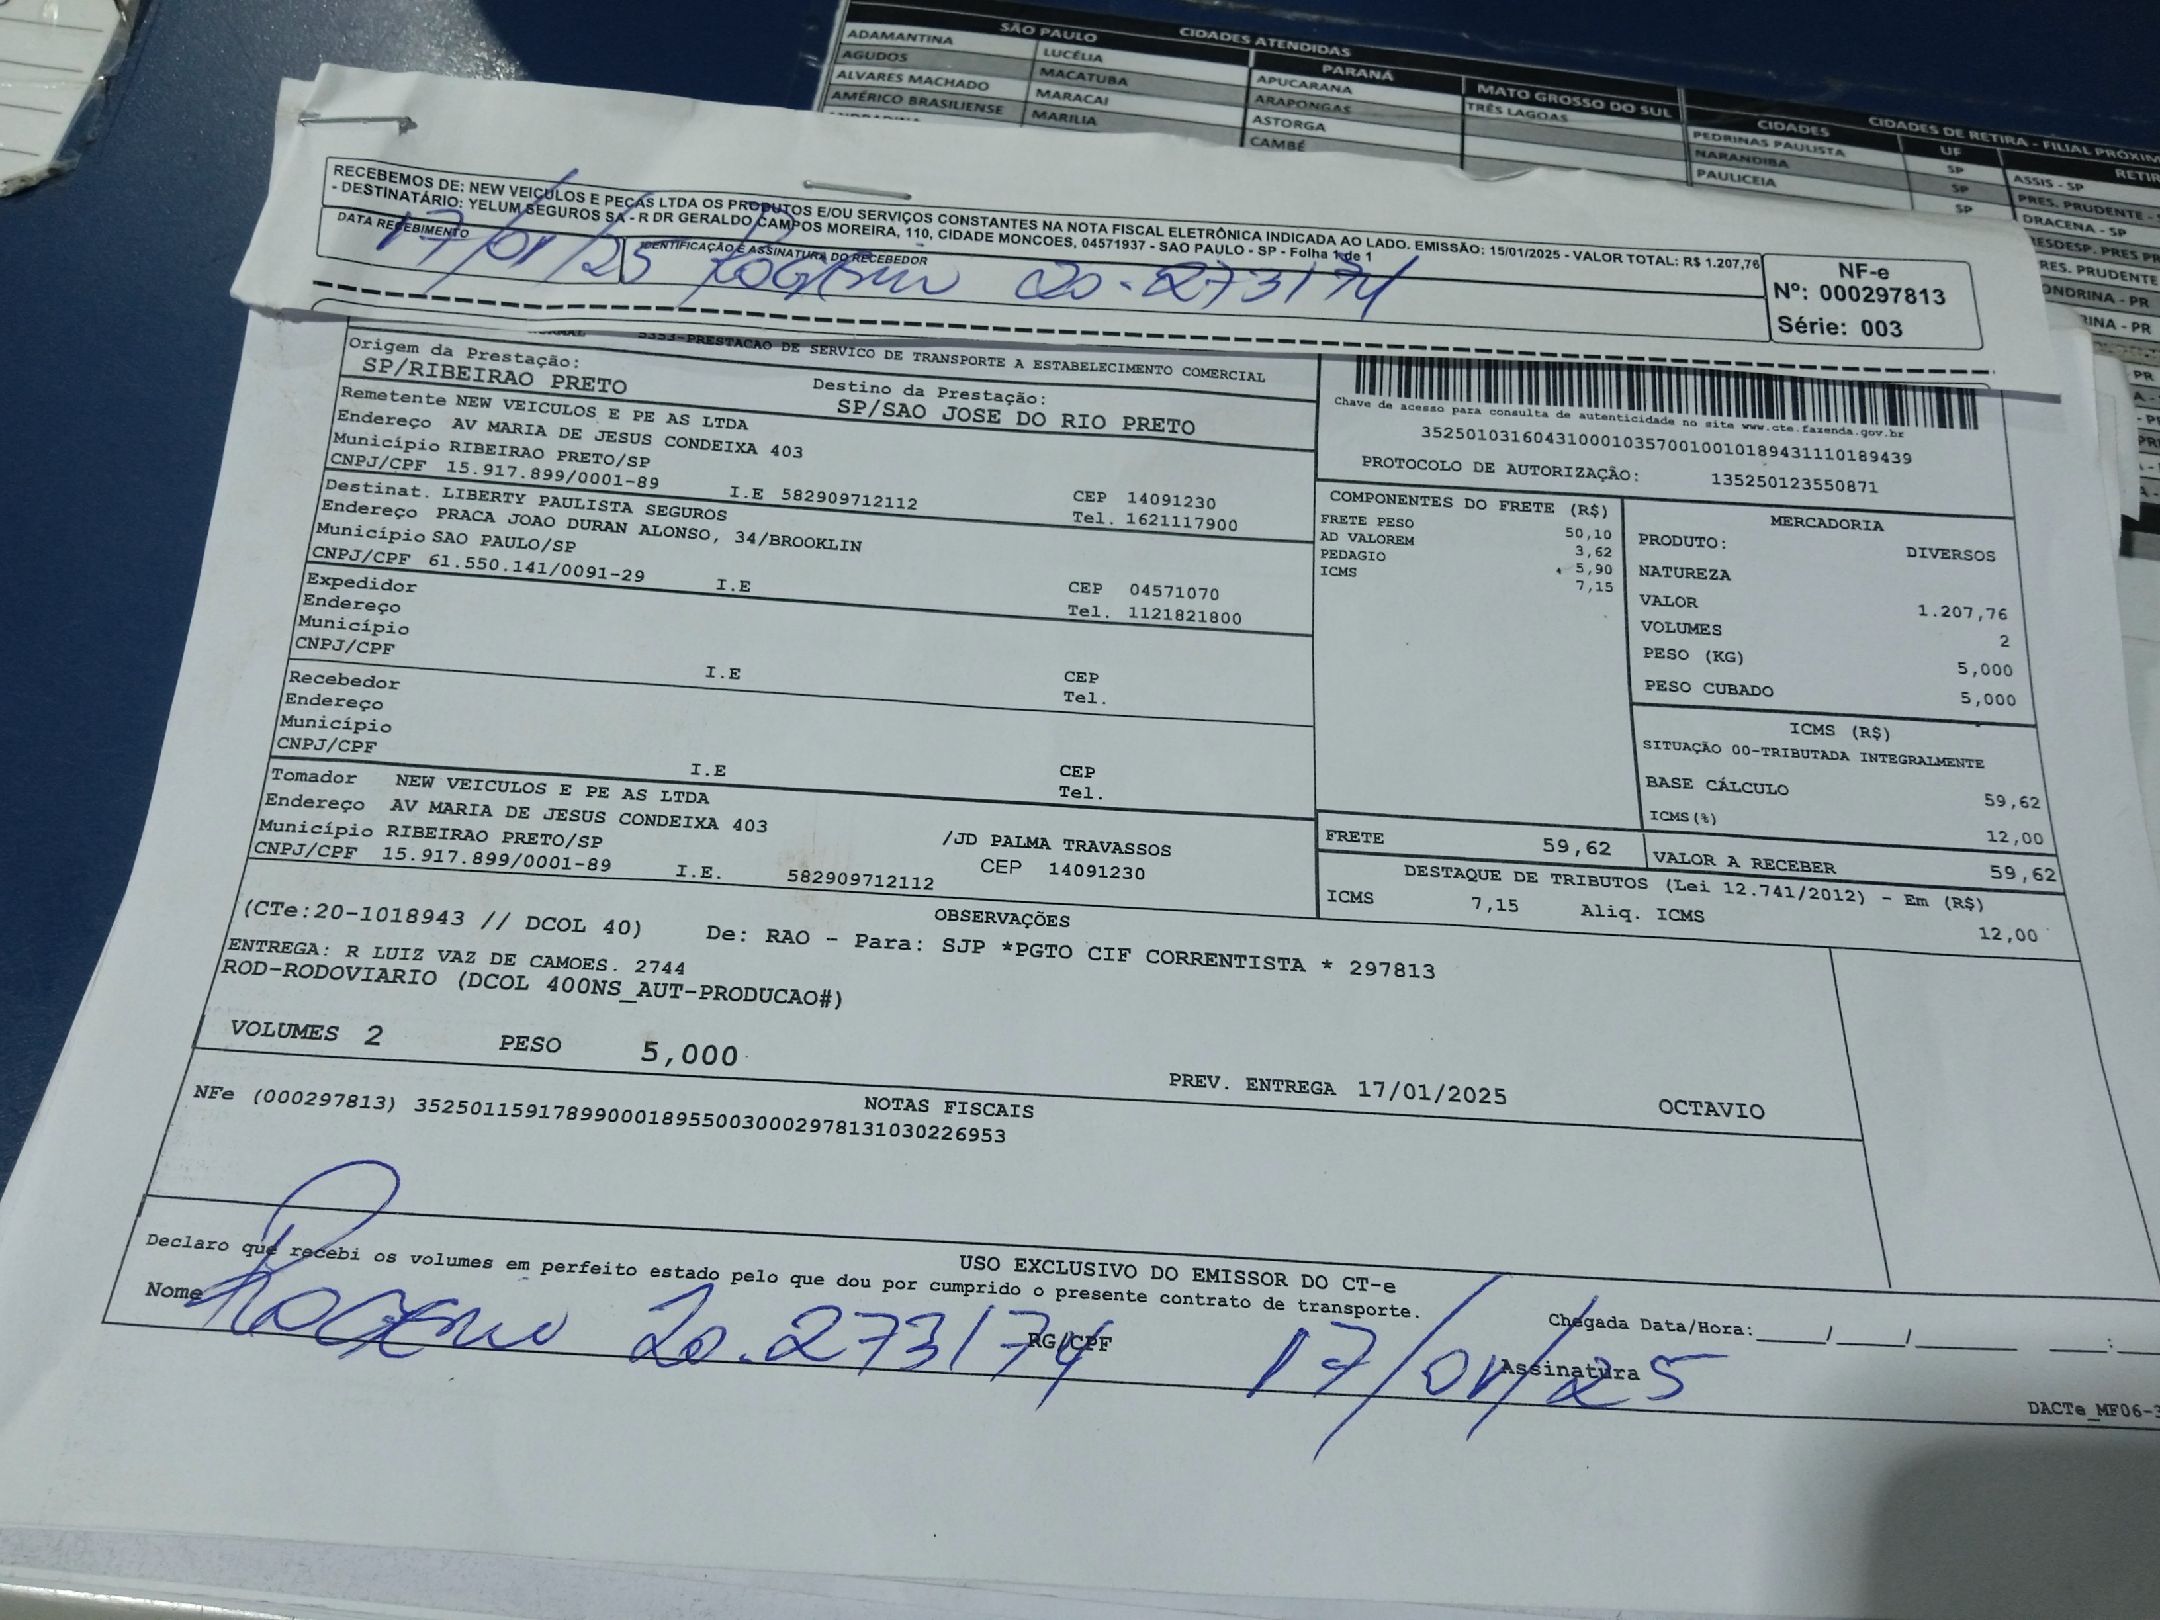 SÃO PAULO
CIDADES ATENDIDAS
ADAMANTINA LUCÉLIA
PARANÁ
MATO GROSSO DO SUL
AGUDOS MACATUBA APUCARANA TRÊS LAGOAS
ALVARES MACHADO MARACAI ARAPONGAS
AMÉRICO BRASILIENSE MARILIA ASTORGA
CAMBÉ
CIDADES DE RETIRA - FILIAL PRÓXIM
CIDADES UF RETIR
PEDRINAS PAULISTA SP ASSIS - SP
NARANDIBA SP PRES. PRUDENTE -
PAULICEIA SP DRACENA - SP
RES. PRUDENTE
ONDRINA - PR
RINA - PR
RECEBEMOS DE: NEW VEICULOS E PECAS LTDA OS PRODUTOS E/OU SERVIÇOS CONSTANTES NA NOTA FISCAL ELETRÔNICA INDICADA AO LADO. EMISSÃO: 15/01/2025 - VALOR TOTAL: R$ 1.207,76
- DESTINATÁRIO: YELUM SEGUROS SA - R DR GERALDO CAMPOS MOREIRA, 110, CIDADE MONCOES, 04571937 - SAO PAULO - SP - Folha 1 de 1
DATA RECEBIMENTO
IDENTIFICAÇÃO E ASSINATURA DO RECEBEDOR
17/01/25 20.273174
NF-e
Nº: 000297813
Série: 003
5353-PRESTACAO DE SERVICO DE TRANSPORTE A ESTABELECIMENTO COMERCIAL
Origem da Prestação:
SP/RIBEIRAO PRETO
Destino da Prestação:
SP/SAO JOSE DO RIO PRETO
Remetente NEW VEICULOS E PE AS LTDA
Endereço AV MARIA DE JESUS CONDEIXA 403
Município RIBEIRAO PRETO/SP CEP 14091230
CNPJ/CPF 15.917.899/0001-89 I.E 582909712112 Tel. 1621117900
Destinat. LIBERTY PAULISTA SEGUROS
Endereço PRACA JOAO DURAN ALONSO, 34/BROOKLIN
Município SAO PAULO/SP CEP 04571070
CNPJ/CPF 61.550.141/0091-29 I.E Tel. 1121821800
Expedidor
Endereço
Município CEP
CNPJ/CPF I.E Tel.
Recebedor
Endereço
Município CEP
CNPJ/CPF I.E Tel.
Tomador NEW VEICULOS E PE AS LTDA
Endereço AV MARIA DE JESUS CONDEIXA 403 /JD PALMA TRAVASSOS
Município RIBEIRAO PRETO/SP CEP 14091230
CNPJ/CPF 15.917.899/0001-89 I.E. 582909712112
Chave de acesso para consulta de autenticidade no site www.cte.fazenda.gov.br
35250103160431000103570010010189431110189439
PROTOCOLO DE AUTORIZAÇÃO: 135250123550871
COMPONENTES DO FRETE (R$)
FRETE PESO 50,10
AD VALOREM 3,62
PEDAGIO 5,90
ICMS 7,15
MERCADORIA
PRODUTO: DIVERSOS
NATUREZA
VALOR 1.207,76
VOLUMES 2
PESO (KG) 5,000
PESO CUBADO 5,000
ICMS (R$)
SITUAÇÃO 00-TRIBUTADA INTEGRALMENTE
BASE CÁLCULO 59,62
ICMS(%) 12,00
FRETE 59,62 VALOR A RECEBER 59,62
DESTAQUE DE TRIBUTOS (Lei 12.741/2012) - Em (R$)
ICMS 7,15 Aliq. ICMS 12,00
OBSERVAÇÕES
(CTe:20-1018943 // DCOL 40) De: RAO - Para: SJP *PGTO CIF CORRENTISTA * 297813
ENTREGA: R LUIZ VAZ DE CAMOES. 2744
ROD-RODOVIARIO (DCOL 400NS_AUT-PRODUCAO#)
VOLUMES 2 PESO 5,000 PREV. ENTREGA 17/01/2025 OCTAVIO
NOTAS FISCAIS
NFe (000297813) 35250115917899000189550030002978131030226953
USO EXCLUSIVO DO EMISSOR DO CT-e
Declaro que recebi os volumes em perfeito estado pelo que dou por cumprido o presente contrato de transporte.
Chegada Data/Hora:____/____/______ ___:
Nome RG/CPF Assinatura
20.273174 17/01/25
DACTe_MF06-3